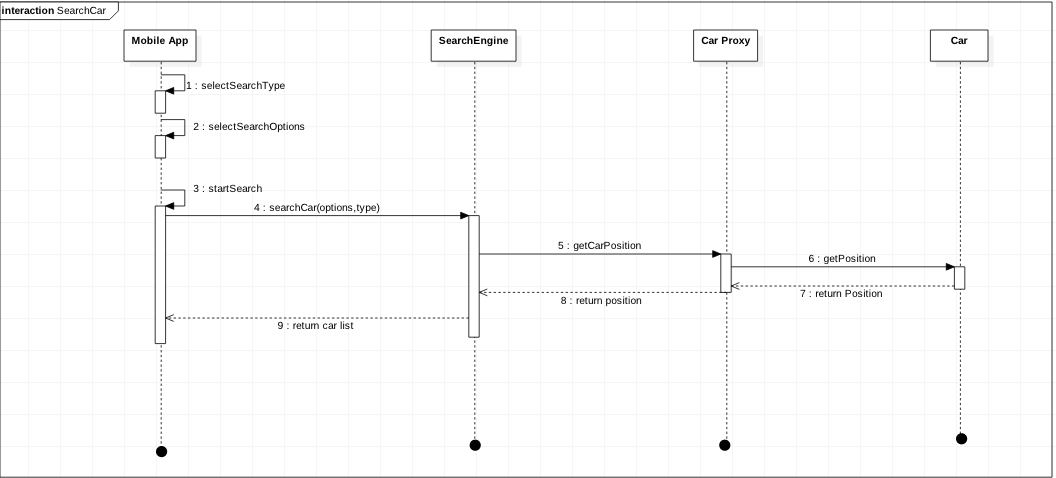 interaction SearchCar
Mobile App
SearchEngine
Car Proxy
Car
1 : selectSearchType
2 : selectSearchOptions
3 : startSearch
4 : searchCar(options,type)
5 : getCarPosition
6 : getPosition
7 : return Position
8 : return position
9 : return car list